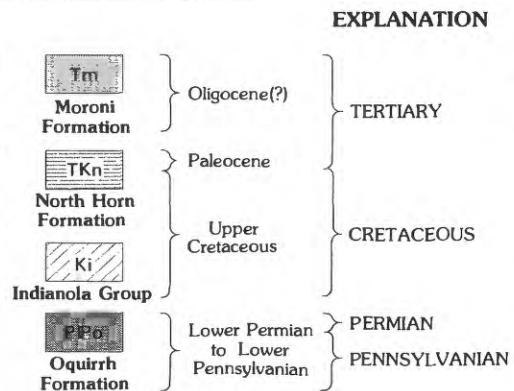 EXPLANATION
Tm
Moroni
Formation
Oligocene(?)
TERTIARY
TKn
North Horn
Formation
Paleocene
Upper
Cretaceous
CRETACEOUS
Ki
Indianola Group
Oquirrh
Formation
Lower Permian
to Lower
Pennsylvanian
PERMIAN
PENNSYLVANIAN